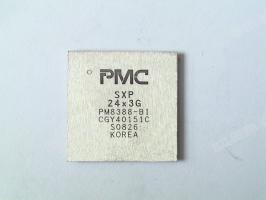 PMC
SXP
24x3G
PM8388-BI
CGY40151C
S0826
KOREA